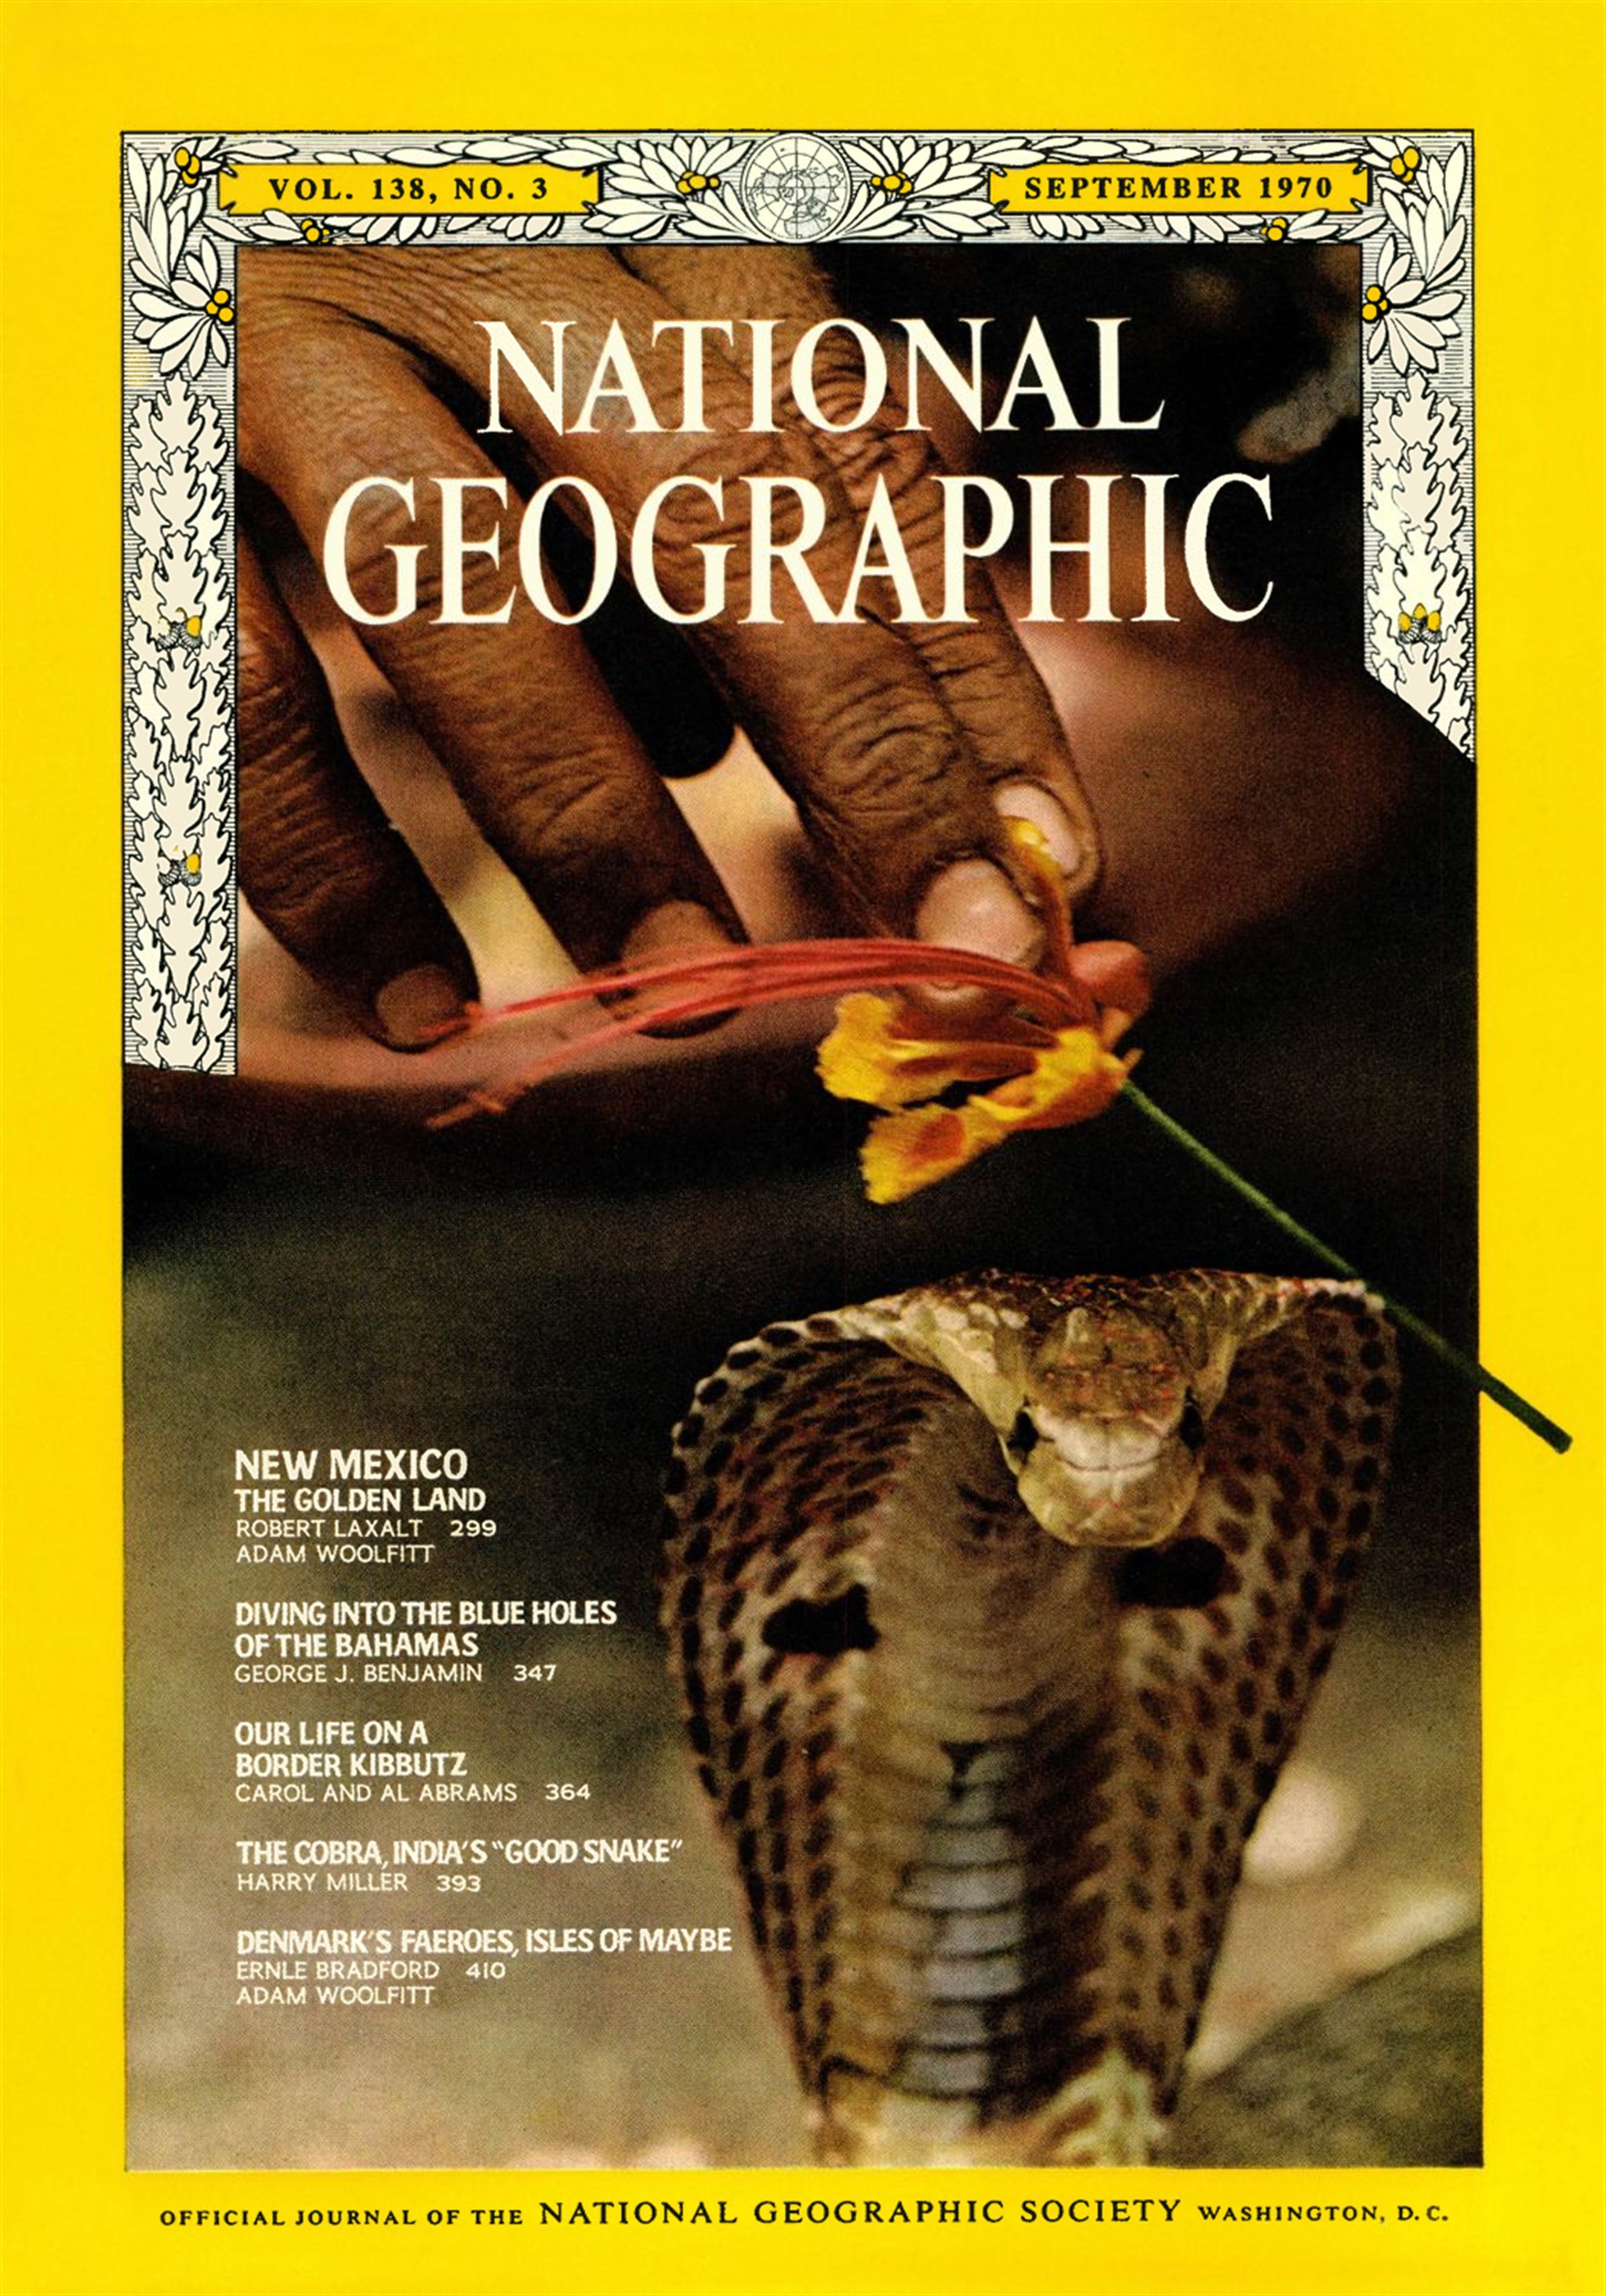 VOL. 138, NO. 3
SEPTEMBER 1970
NATIONAL
GEOGRAPHIC
NEW MEXICO
THE GOLDEN LAND
ROBERT LAXALT 299
ADAM WOOLFITT
DIVING INTO THE BLUE HOLES
OF THE BAHAMAS
GEORGE J. BENJAMIN 347
OUR LIFE ON A
BORDER KIBBUTZ
CAROL AND AL ABRAMS 364
THE COBRA, INDIA'S "GOOD SNAKE"
HARRY MILLER 393
DENMARK'S FAEROES, ISLES OF MAYBE
ERNLE BRADFORD 410
ADAM WOOLFITT
OFFICIAL JOURNAL OF THE NATIONAL GEOGRAPHIC SOCIETY WASHINGTON, D.C.